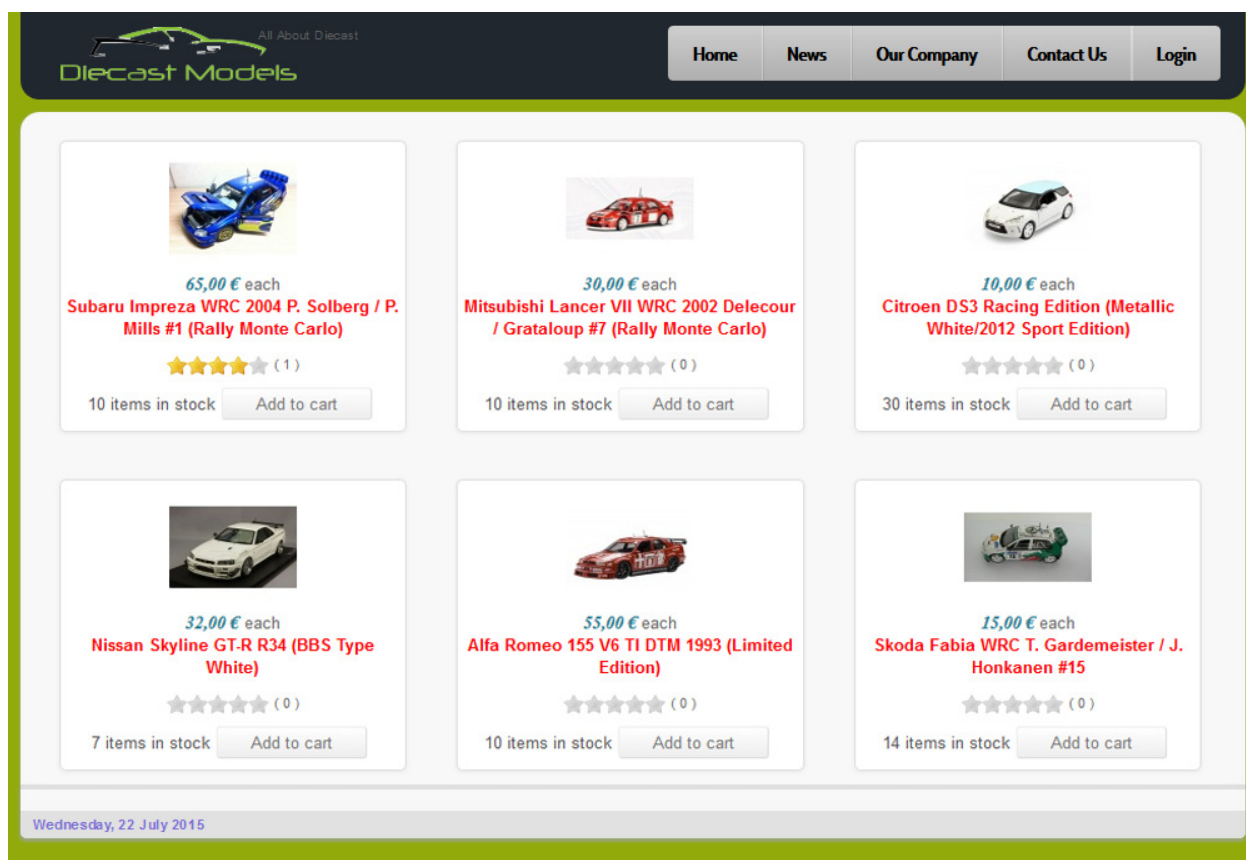 All About Diecast
Diecast Models
Home News Our Company Contact Us Login
65,00 € each
Subaru Impreza WRC 2004 P. Solberg / P.
Mills #1 (Rally Monte Carlo)
( 1 )
10 items in stock Add to cart
30,00 € each
Mitsubishi Lancer VII WRC 2002 Delecour
/ Grataloup #7 (Rally Monte Carlo)
( 0 )
10 items in stock Add to cart
10,00 € each
Citroen DS3 Racing Edition (Metallic
White/2012 Sport Edition)
( 0 )
30 items in stock Add to cart
32,00 € each
Nissan Skyline GT-R R34 (BBS Type
White)
( 0 )
7 items in stock Add to cart
55,00 € each
Alfa Romeo 155 V6 TI DTM 1993 (Limited
Edition)
( 0 )
10 items in stock Add to cart
15,00 € each
Skoda Fabia WRC T. Gardemeister / J.
Honkanen #15
( 0 )
14 items in stock Add to cart
Wednesday, 22 July 2015